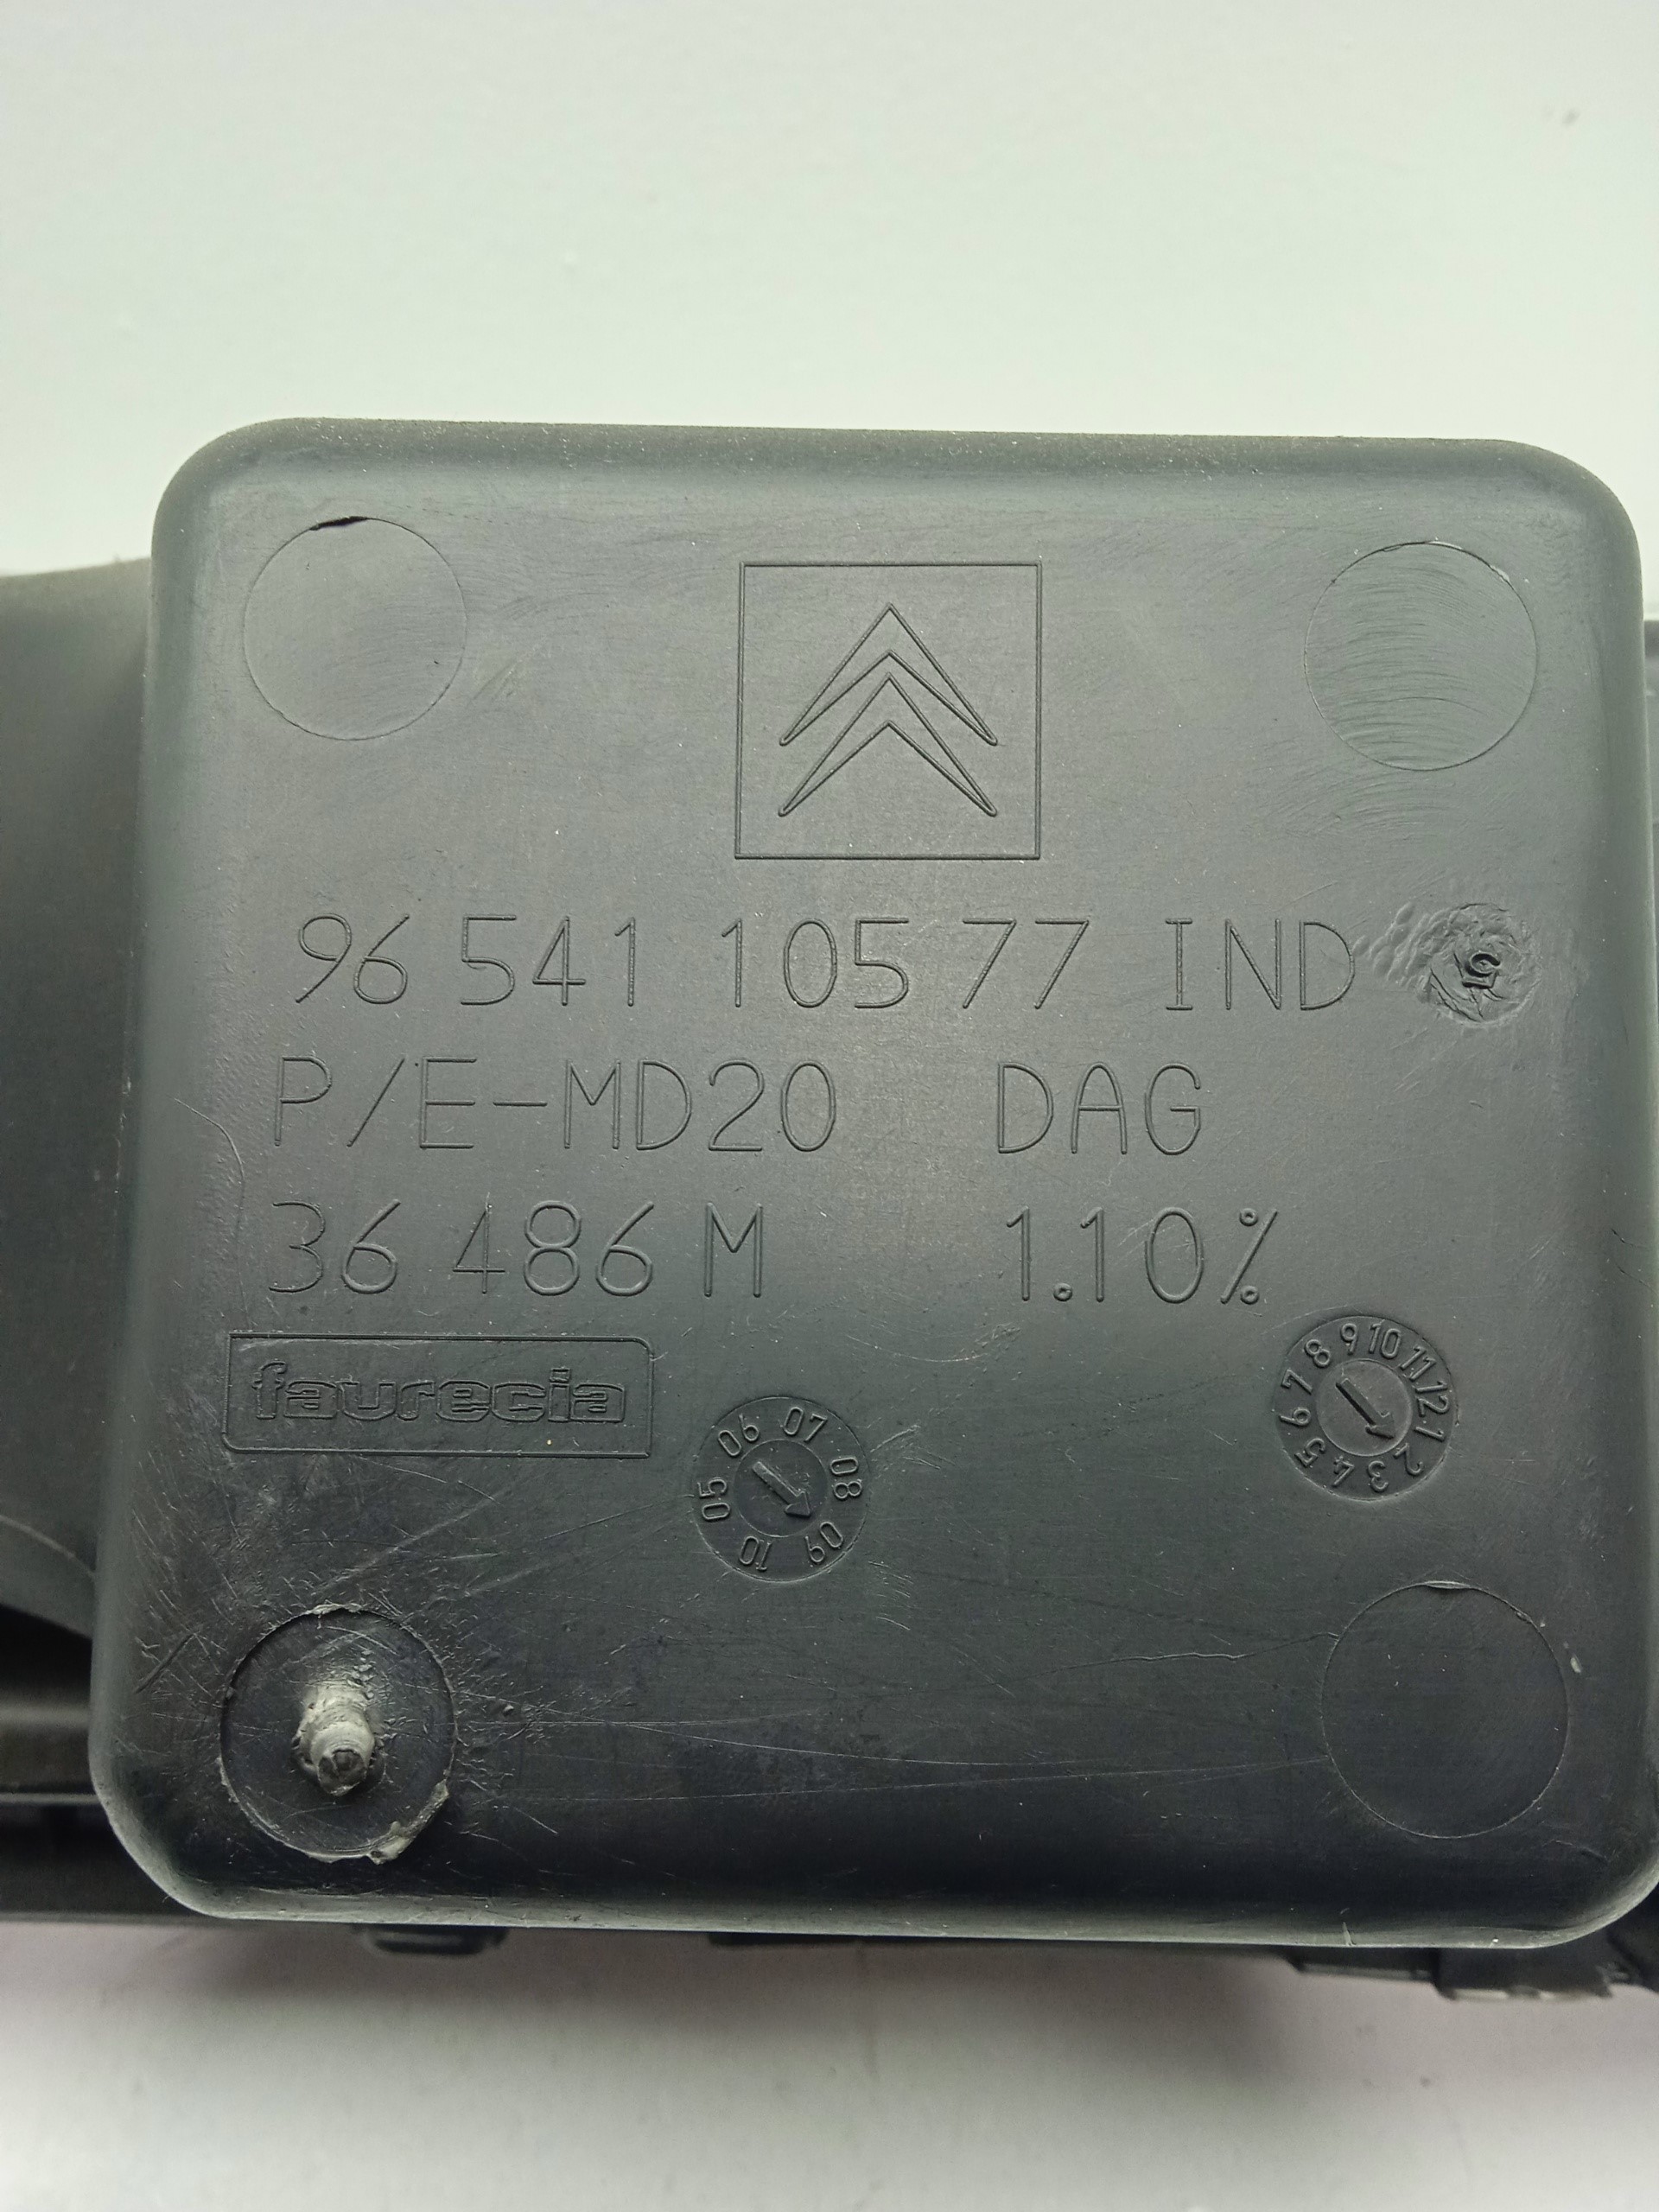 96 541 105 77 IND
P/E-MD20 DAG
36 486 M 1.10%
faurecia
05 06 07 08 09 10
1 2 3 4 5 6 7 8 9 10 11 12